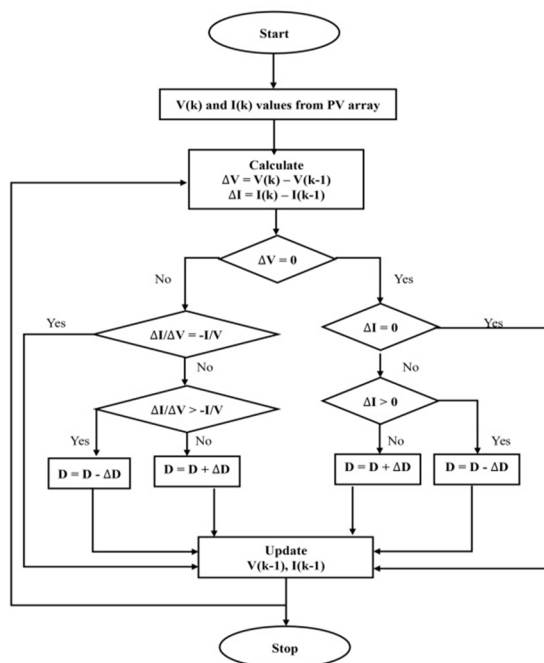 Start
V(k) and I(k) values from PV array
Calculate
ΔV = V(k) – V(k-1)
ΔI = I(k) – I(k-1)
ΔV = 0
No
Yes
Yes
ΔI/ΔV = -I/V
ΔI = 0
Yes
No
No
ΔI/ΔV > -I/V
ΔI > 0
Yes
No
No
Yes
D = D - ΔD
D = D + ΔD
D = D + ΔD
D = D - ΔD
Update
V(k-1), I(k-1)
Stop